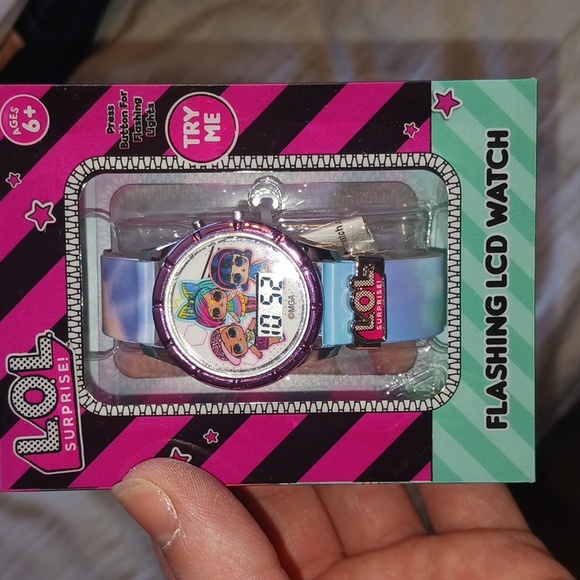 AGES
6+
Press
Button For
Flashing
Lights
TRY
ME
L.O.L.
SURPRISE!
10 52
©MGA
L.O.L.
SURPRISE!
FLASHING LCD WATCH